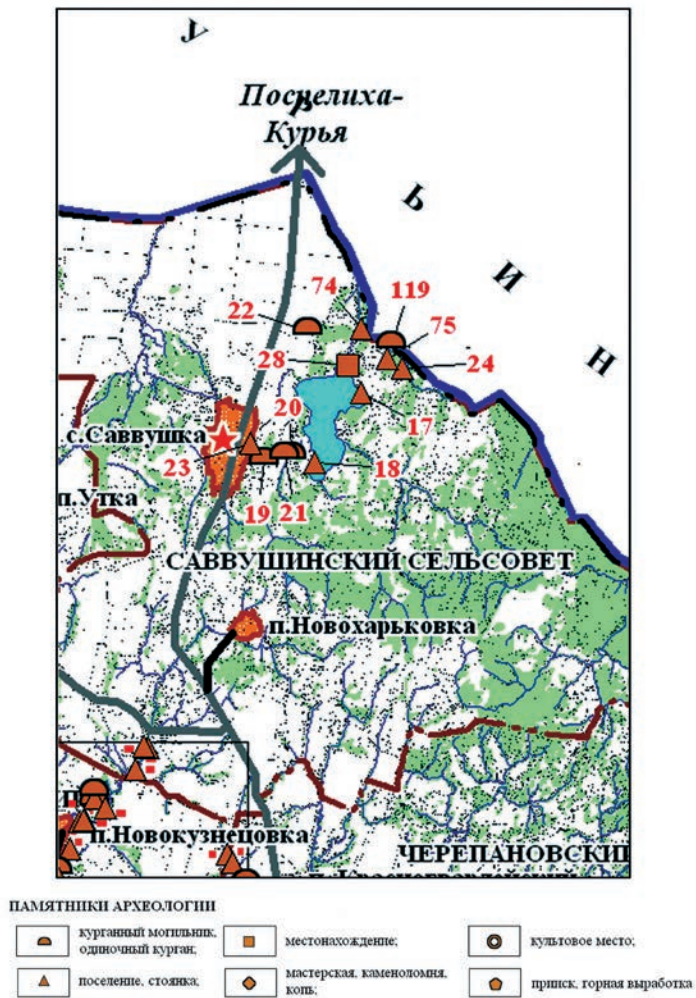 У
Поспелиха-
Курья
Ь
И
Н
74
119
22
75
28
24
20
17
с.Саввушка
23
18
п.Утка
19
21
САВВУШИНСКИЙ СЕЛЬСОВЕТ
п.Новохарьковка
п.Новокузнецовка
ЧЕРЕПАНОВСКИЙ
ПАМЯТНИКИ АРХЕОЛОГИИ
курганный могильник,
одиночный курган;
местонахождение;
культовое место;
поселение, стоянка;
мастерская, каменоломня,
копь;
прииск, горная выработка